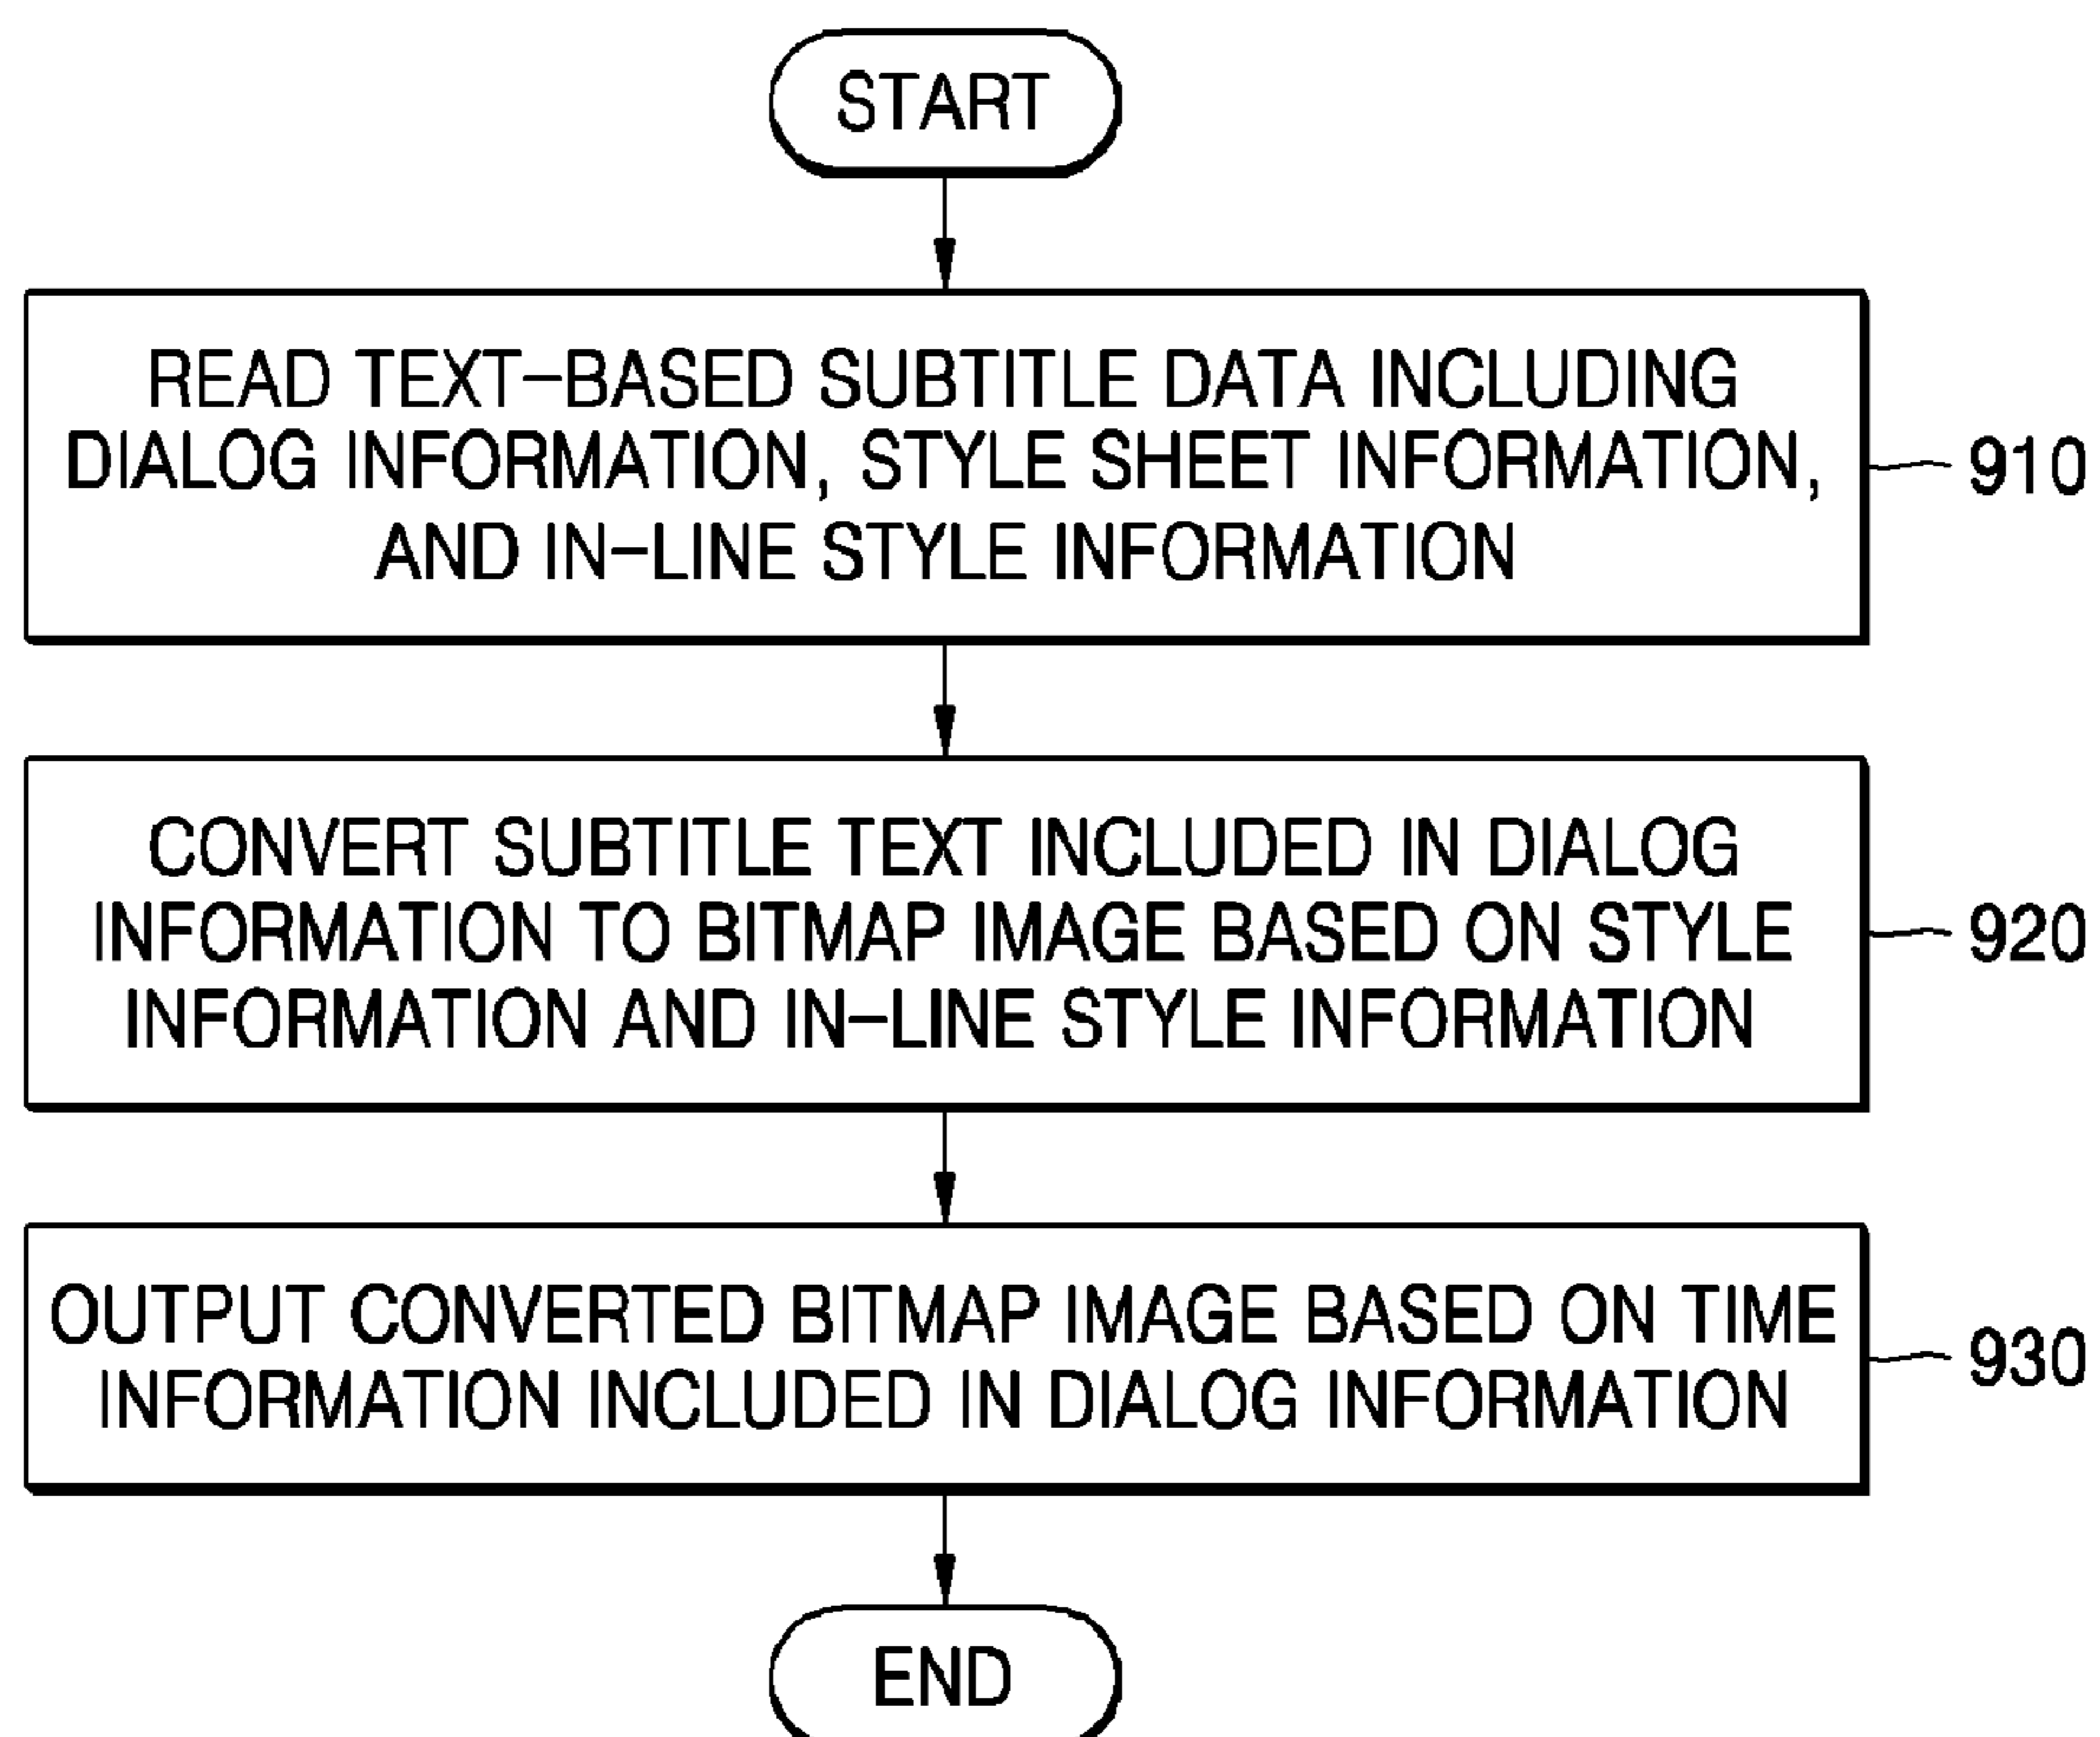 START
READ TEXT-BASED SUBTITLE DATA INCLUDING
DIALOG INFORMATION, STYLE SHEET INFORMATION,
AND IN-LINE STYLE INFORMATION
910
CONVERT SUBTITLE TEXT INCLUDED IN DIALOG
INFORMATION TO BITMAP IMAGE BASED ON STYLE
INFORMATION AND IN-LINE STYLE INFORMATION
920
OUTPUT CONVERTED BITMAP IMAGE BASED ON TIME
INFORMATION INCLUDED IN DIALOG INFORMATION
930
END